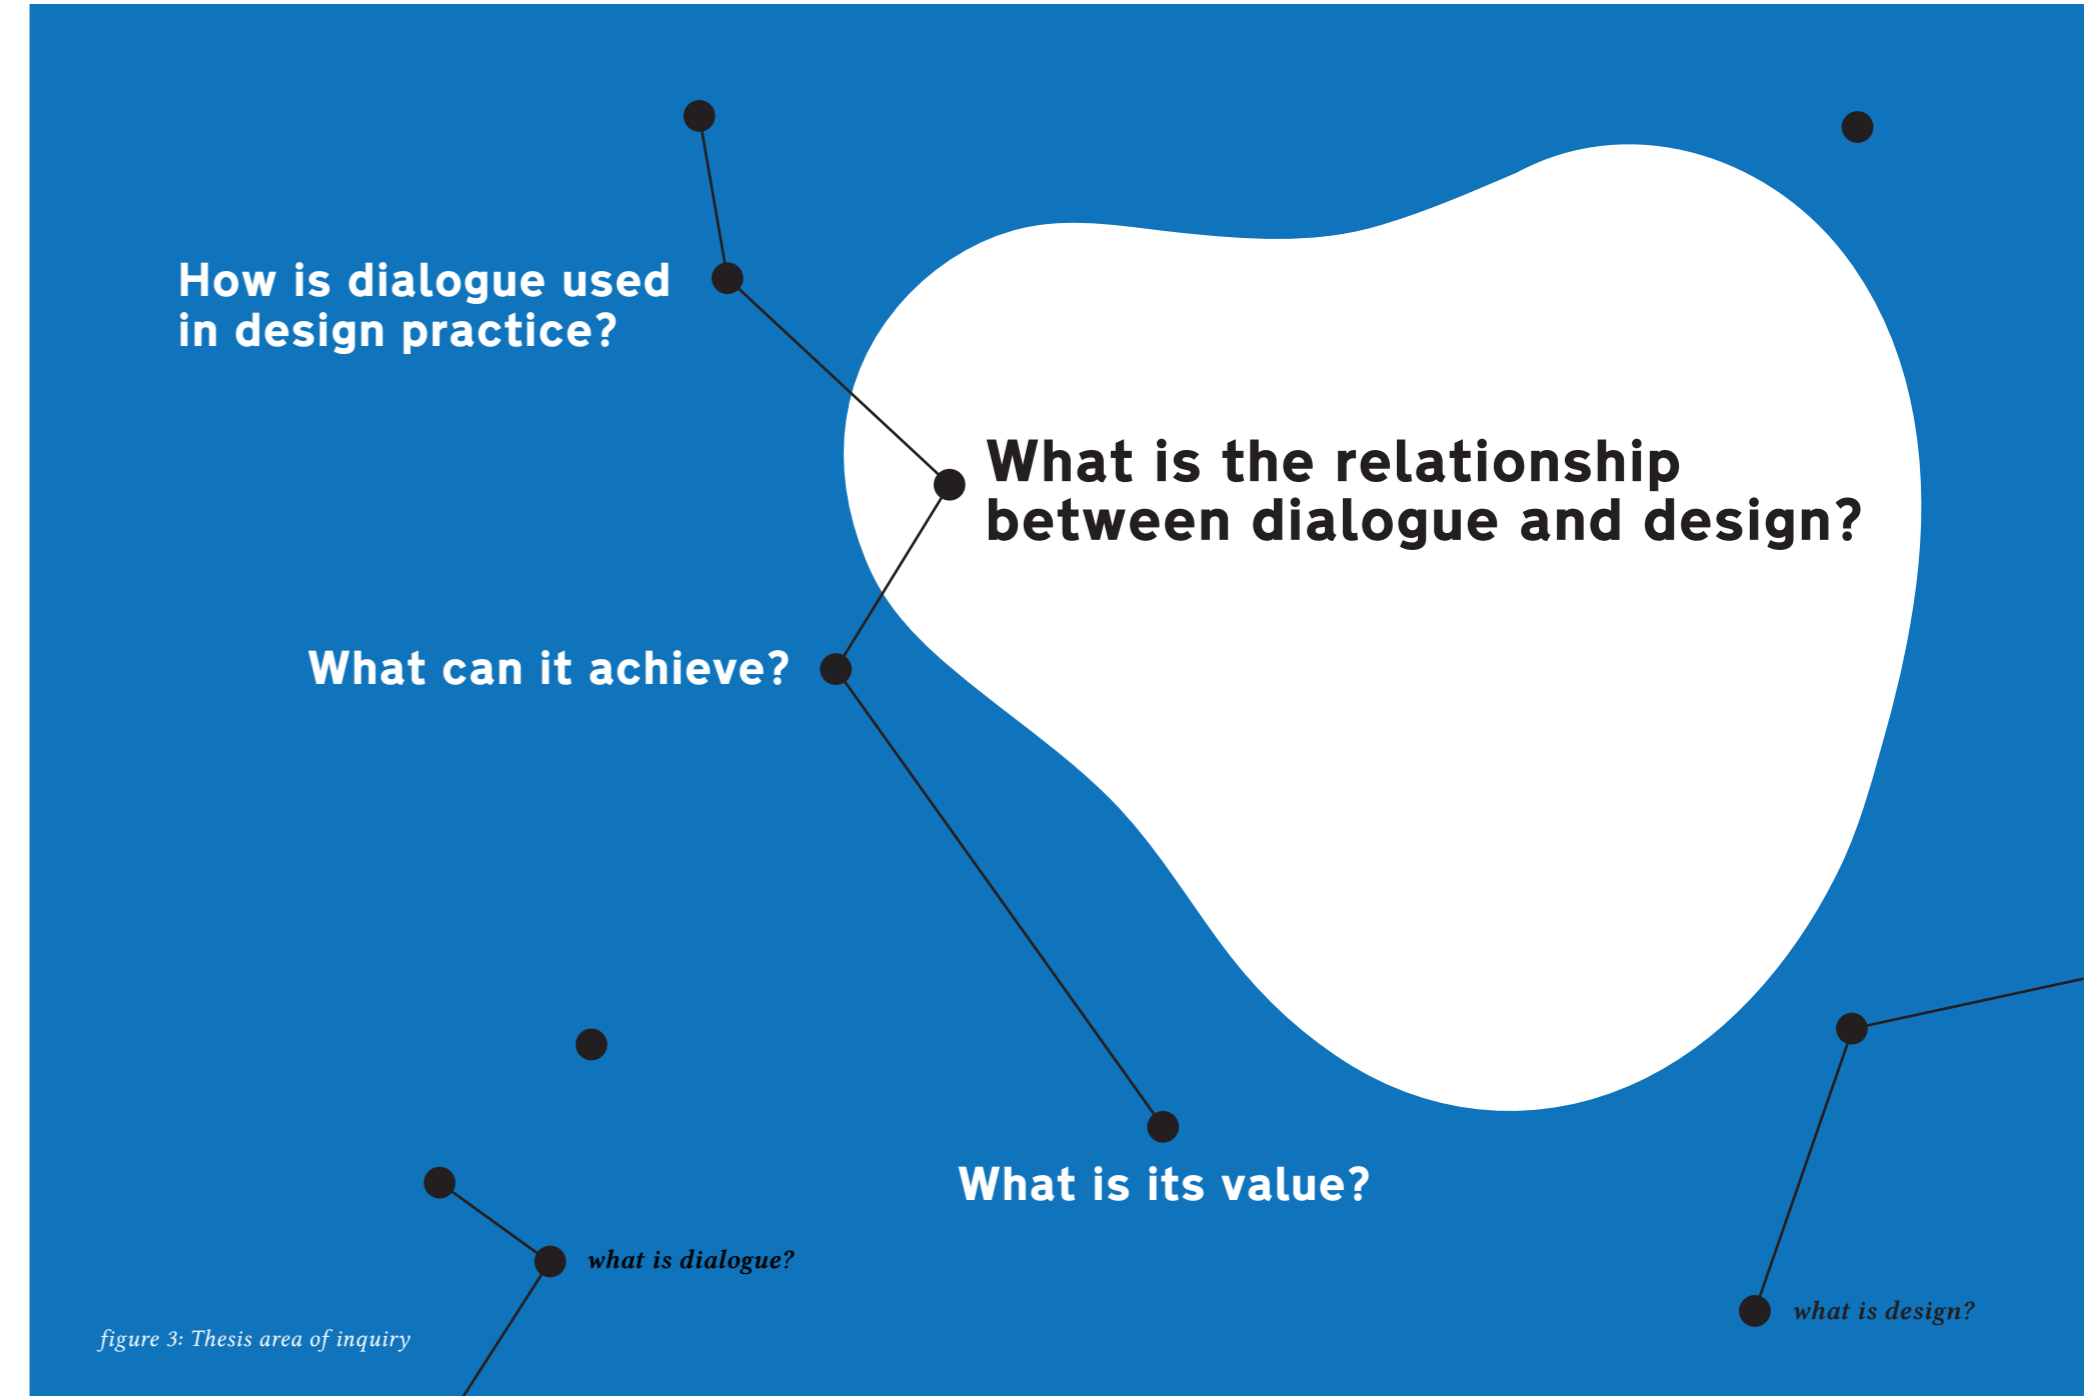 How is dialogue used
in design practice?
What is the relationship
between dialogue and design?
What can it achieve?
What is its value?
what is dialogue?
what is design?
figure 3: Thesis area of inquiry